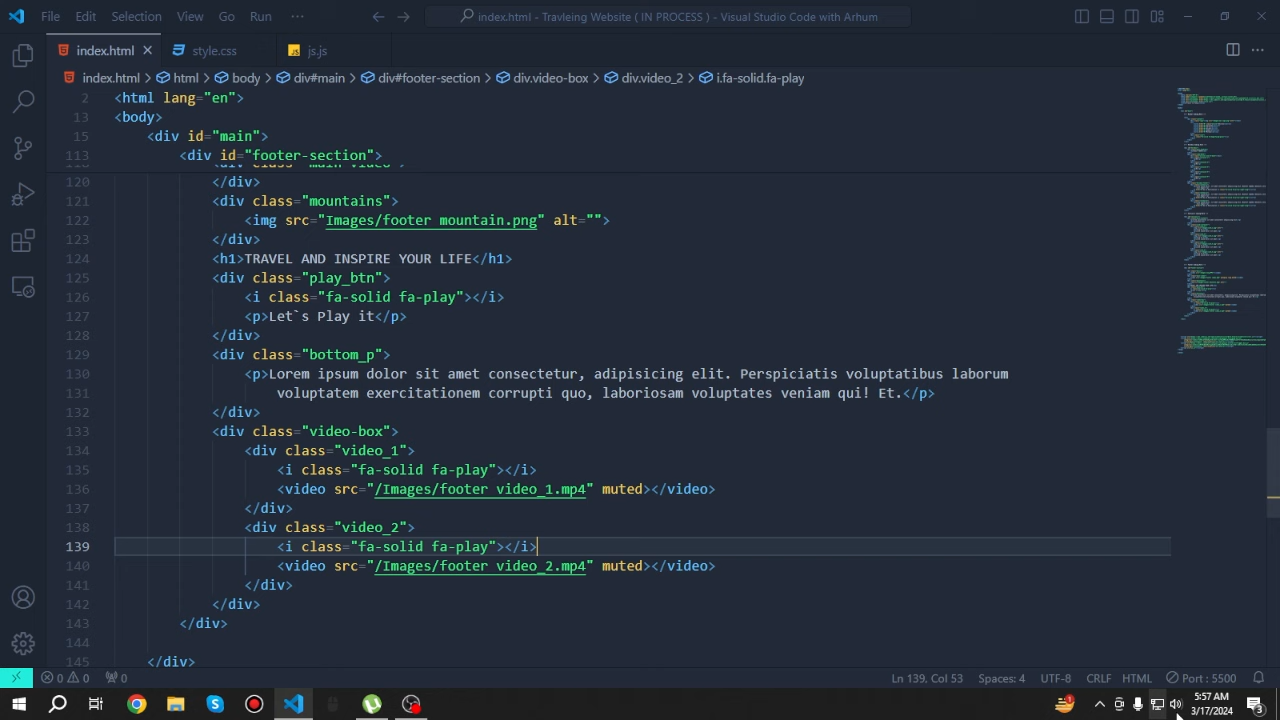 File Edit Selection View Go Run ··· index.html - Travleing Website ( IN PROCESS ) - Visual Studio Code with Arhum
index.html style.css js.js
index.html > html > body > div#main > div#footer-section > div.video-box > div.video_2 > i.fa-solid.fa-play
2 <html lang="en">
13 <body>
15 <div id="main">
113 <div id="footer-section">
120 </div>
121 <div class="mountains">
122 <img src="Images/footer mountain.png" alt="">
123 </div>
124 <h1>TRAVEL AND INSPIRE YOUR LIFE</h1>
125 <div class="play_btn">
126 <i class="fa-solid fa-play"></i>
127 <p>Let`s Play it</p>
128 </div>
129 <div class="bottom_p">
130 <p>Lorem ipsum dolor sit amet consectetur, adipisicing elit. Perspiciatis voluptatibus laborum
131 voluptatem exercitationem corrupti quo, laboriosam voluptates veniam qui! Et.</p>
132 </div>
133 <div class="video-box">
134 <div class="video_1">
135 <i class="fa-solid fa-play"></i>
136 <video src="/Images/footer video_1.mp4" muted></video>
137 </div>
138 <div class="video_2">
139 <i class="fa-solid fa-play"></i>
140 <video src="/Images/footer video_2.mp4" muted></video>
141 </div>
142 </div>
143 </div>
144
145 </div>
0 0 0 Ln 139, Col 53 Spaces: 4 UTF-8 CRLF HTML Port : 5500
5:57 AM
3/17/2024
1
3